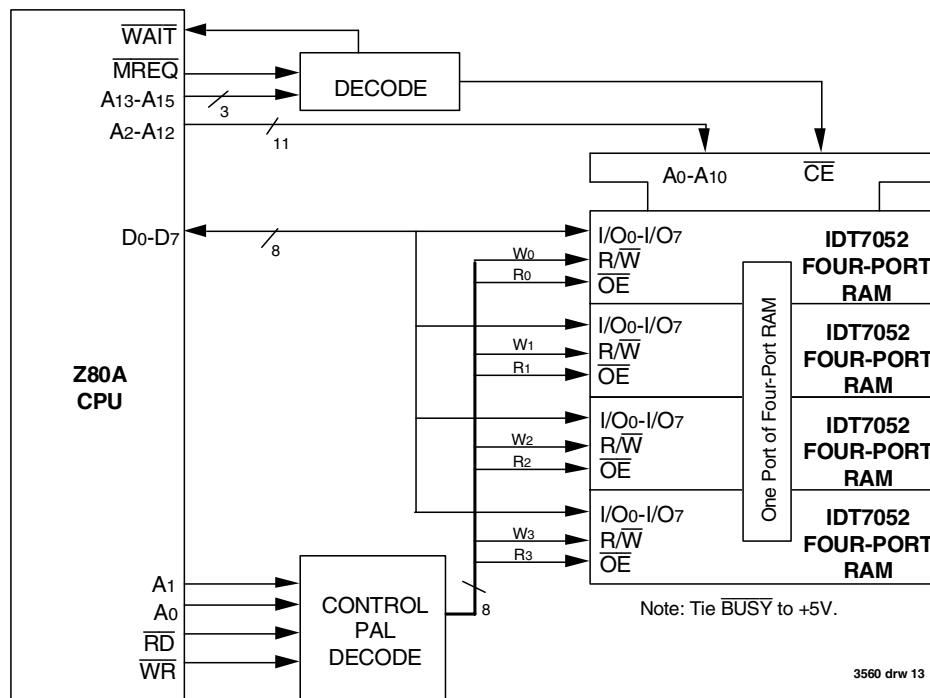 WAIT
MREQ
A13-A15
A2-A12
D0-D7
Z80A
CPU
A1
A0
RD
WR
DECODE
3
11
8
CONTROL
PAL
DECODE
8
A0-A10
CE
W0
R0
I/O0-I/O7
R/W
OE
IDT7052
FOUR-PORT
RAM
W1
R1
I/O0-I/O7
R/W
OE
IDT7052
FOUR-PORT
RAM
W2
R2
I/O0-I/O7
R/W
OE
IDT7052
FOUR-PORT
RAM
W3
R3
I/O0-I/O7
R/W
OE
IDT7052
FOUR-PORT
RAM
One Port of Four-Port RAM
Note: Tie BUSY to +5V.
3560 drw 13